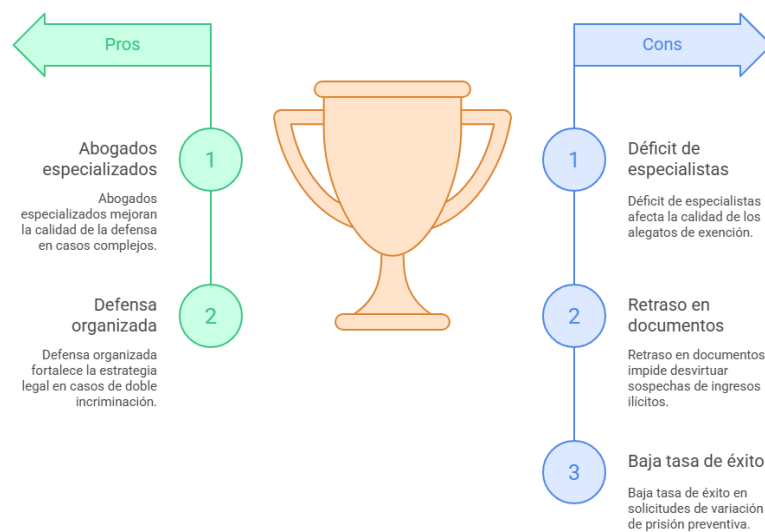 Pros
Abogados
especializados
1
Abogados
especializados mejoran
la calidad de la defensa
en casos complejos.
Defensa
organizada
2
Defensa organizada
fortalece la estrategia
legal en casos de doble
incriminación.
Cons
1
Déficit de
especialistas
Déficit de especialistas
afecta la calidad de los
alegatos de exención.
2
Retraso en
documentos
Retraso en documentos
impide desvirtuar
sospechas de ingresos
ilícitos.
3
Baja tasa de éxito
Baja tasa de éxito en
solicitudes de variación
de prisión preventiva.